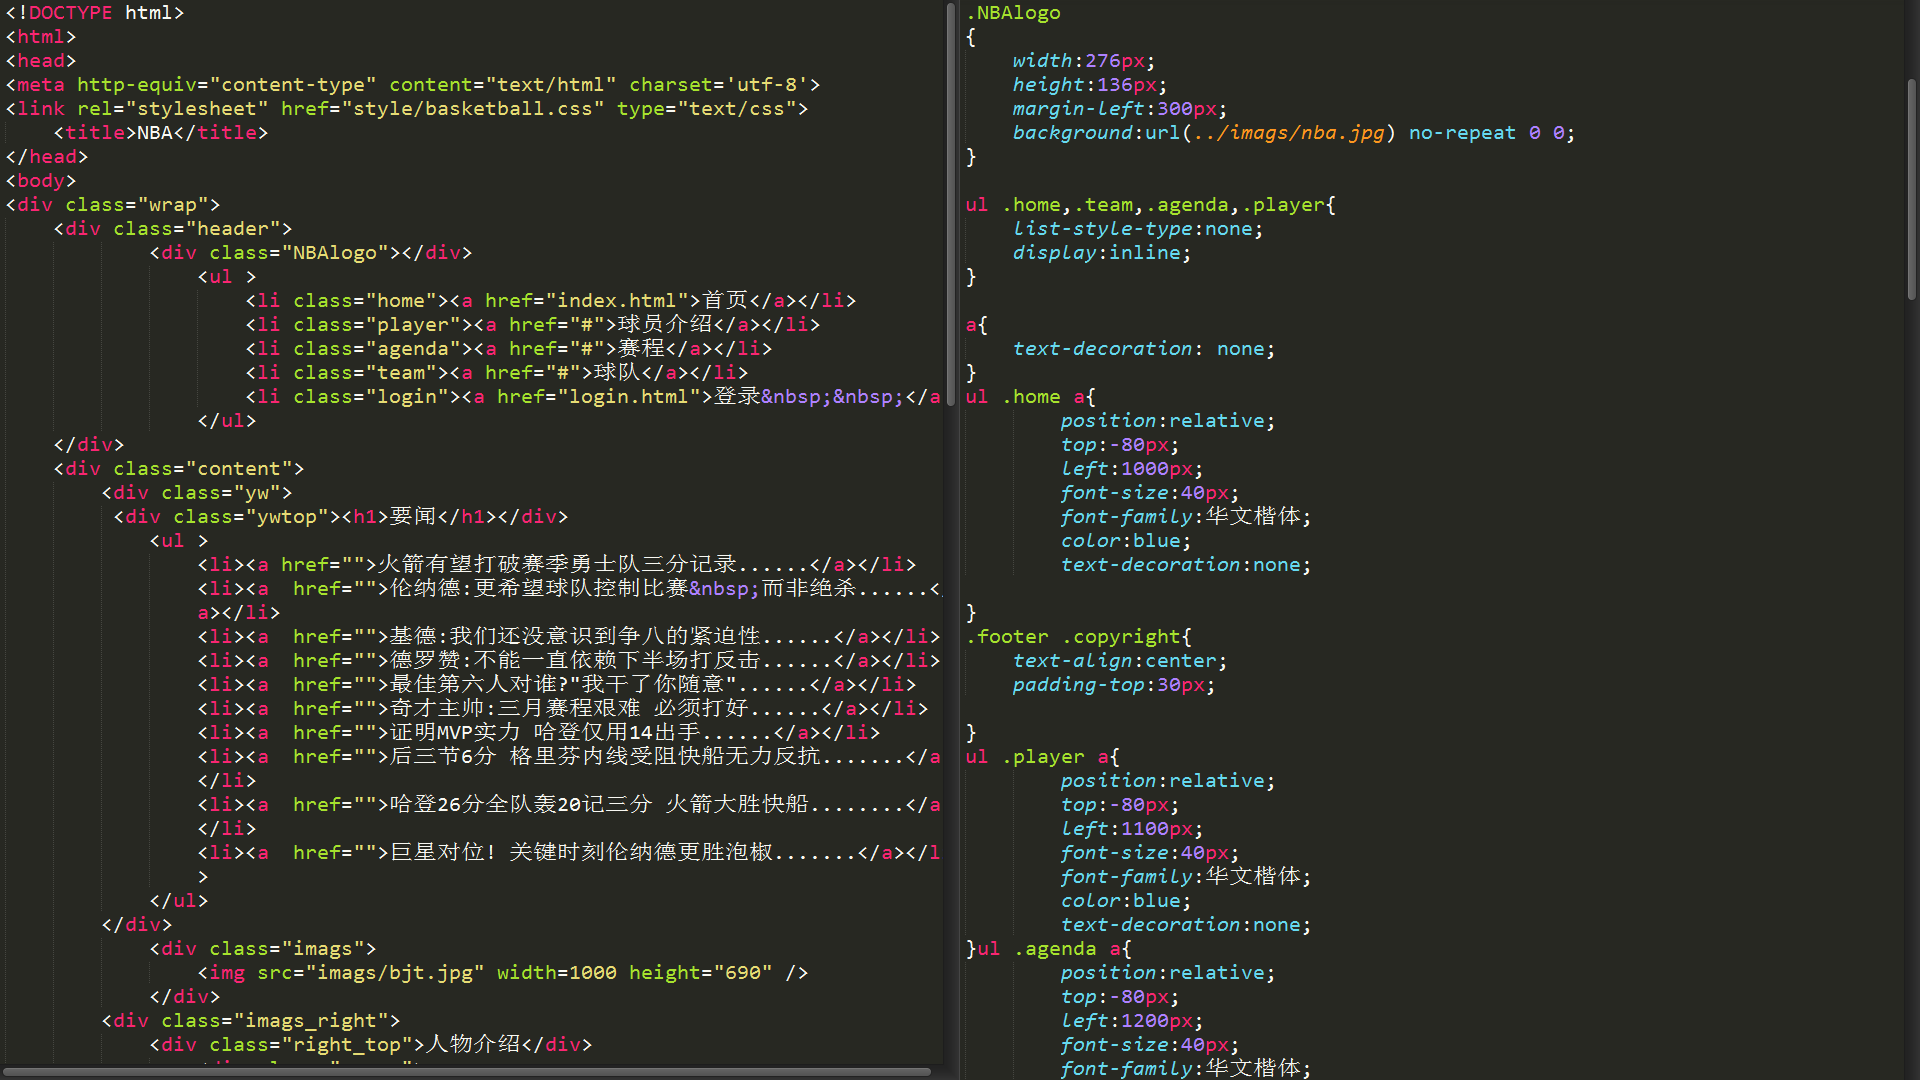 <!DOCTYPE html>
<html>
<head>
<meta http-equiv="content-type" content="text/html" charset='utf-8'>
<link rel="stylesheet" href="style/basketball.css" type="text/css">
<title>NBA</title>
</head>
<body>
<div class="wrap">
<div class="header">
<div class="NBAlogo"></div>
<ul >
<li class="home"><a href="index.html">首页</a></li>
<li class="player"><a href="#">球员介绍</a></li>
<li class="agenda"><a href="#">赛程</a></li>
<li class="team"><a href="#">球队</a></li>
<li class="login"><a href="login.html">登录&nbsp;&nbsp;</a
</ul>
</div>
<div class="content">
<div class="yw">
<div class="ywtop"><h1>要闻</h1></div>
<ul >
<li><a href="">火箭有望打破赛季勇士队三分记录......</a></li>
<li><a  href="">伦纳德:更希望球队控制比赛&nbsp;而非绝杀......</
a></li>
<li><a  href="">基德:我们还没意识到争八的紧迫性......</a></li>
<li><a  href="">德罗赞:不能一直依赖下半场打反击......</a></li>
<li><a  href="">最佳第六人对谁?"我干了你随意"......</a></li>
<li><a  href="">奇才主帅:三月赛程艰难 必须打好......</a></li>
<li><a  href="">证明MVP实力 哈登仅用14出手......</a></li>
<li><a  href="">后三节6分 格里芬内线受阻快船无力反抗.......</a
</li>
<li><a  href="">哈登26分全队轰20记三分 火箭大胜快船........</a
</li>
<li><a  href="">巨星对位! 关键时刻伦纳德更胜泡椒.......</a></l
>
</ul>
</div>
<div class="imags">
<img src="imags/bjt.jpg" width=1000 height="690" />
</div>
<div class="imags_right">
<div class="right_top">人物介绍</div>
.NBAlogo
{
width:276px;
height:136px;
margin-left:300px;
background:url(../imags/nba.jpg) no-repeat 0 0;
}
ul .home,.team,.agenda,.player{
list-style-type:none;
display:inline;
}
a{
text-decoration: none;
}
ul .home a{
position:relative;
top:-80px;
left:1000px;
font-size:40px;
font-family:华文楷体;
color:blue;
text-decoration:none;
}
.footer .copyright{
text-align:center;
padding-top:30px;
}
ul .player a{
position:relative;
top:-80px;
left:1100px;
font-size:40px;
font-family:华文楷体;
color:blue;
text-decoration:none;
}ul .agenda a{
position:relative;
top:-80px;
left:1200px;
font-size:40px;
font-family:华文楷体;